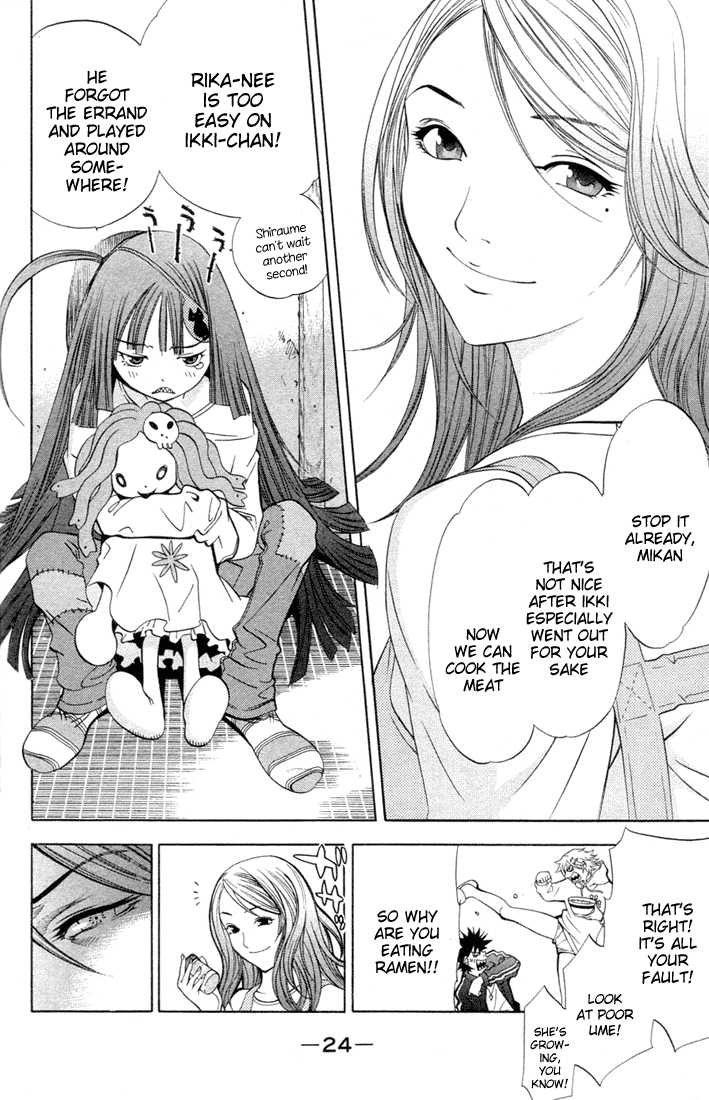 STOP IT
ALREADY,
MIKAN
THAT'S
NOT NICE
AFTER IKKI
ESPECIALLY
WENT OUT
FOR YOUR
SAKE
NOW
WE CAN
COOK THE
MEAT
RIKA-NEE
IS TOO
EASY ON
IKKI-CHAN!
HE
FORGOT
THE ERRAND
AND PLAYED
AROUND
SOME-
WHERE!
Shiraume
can't wait
another
second!
う〜
う〜
THAT'S
RIGHT!
IT'S ALL
YOUR
FAULT!
LOOK
AT POOR
UME!
SHE'S
GROW-
ING,
YOU
KNOW!
SO WHY
ARE YOU
EATING
RAMEN!!
—24—